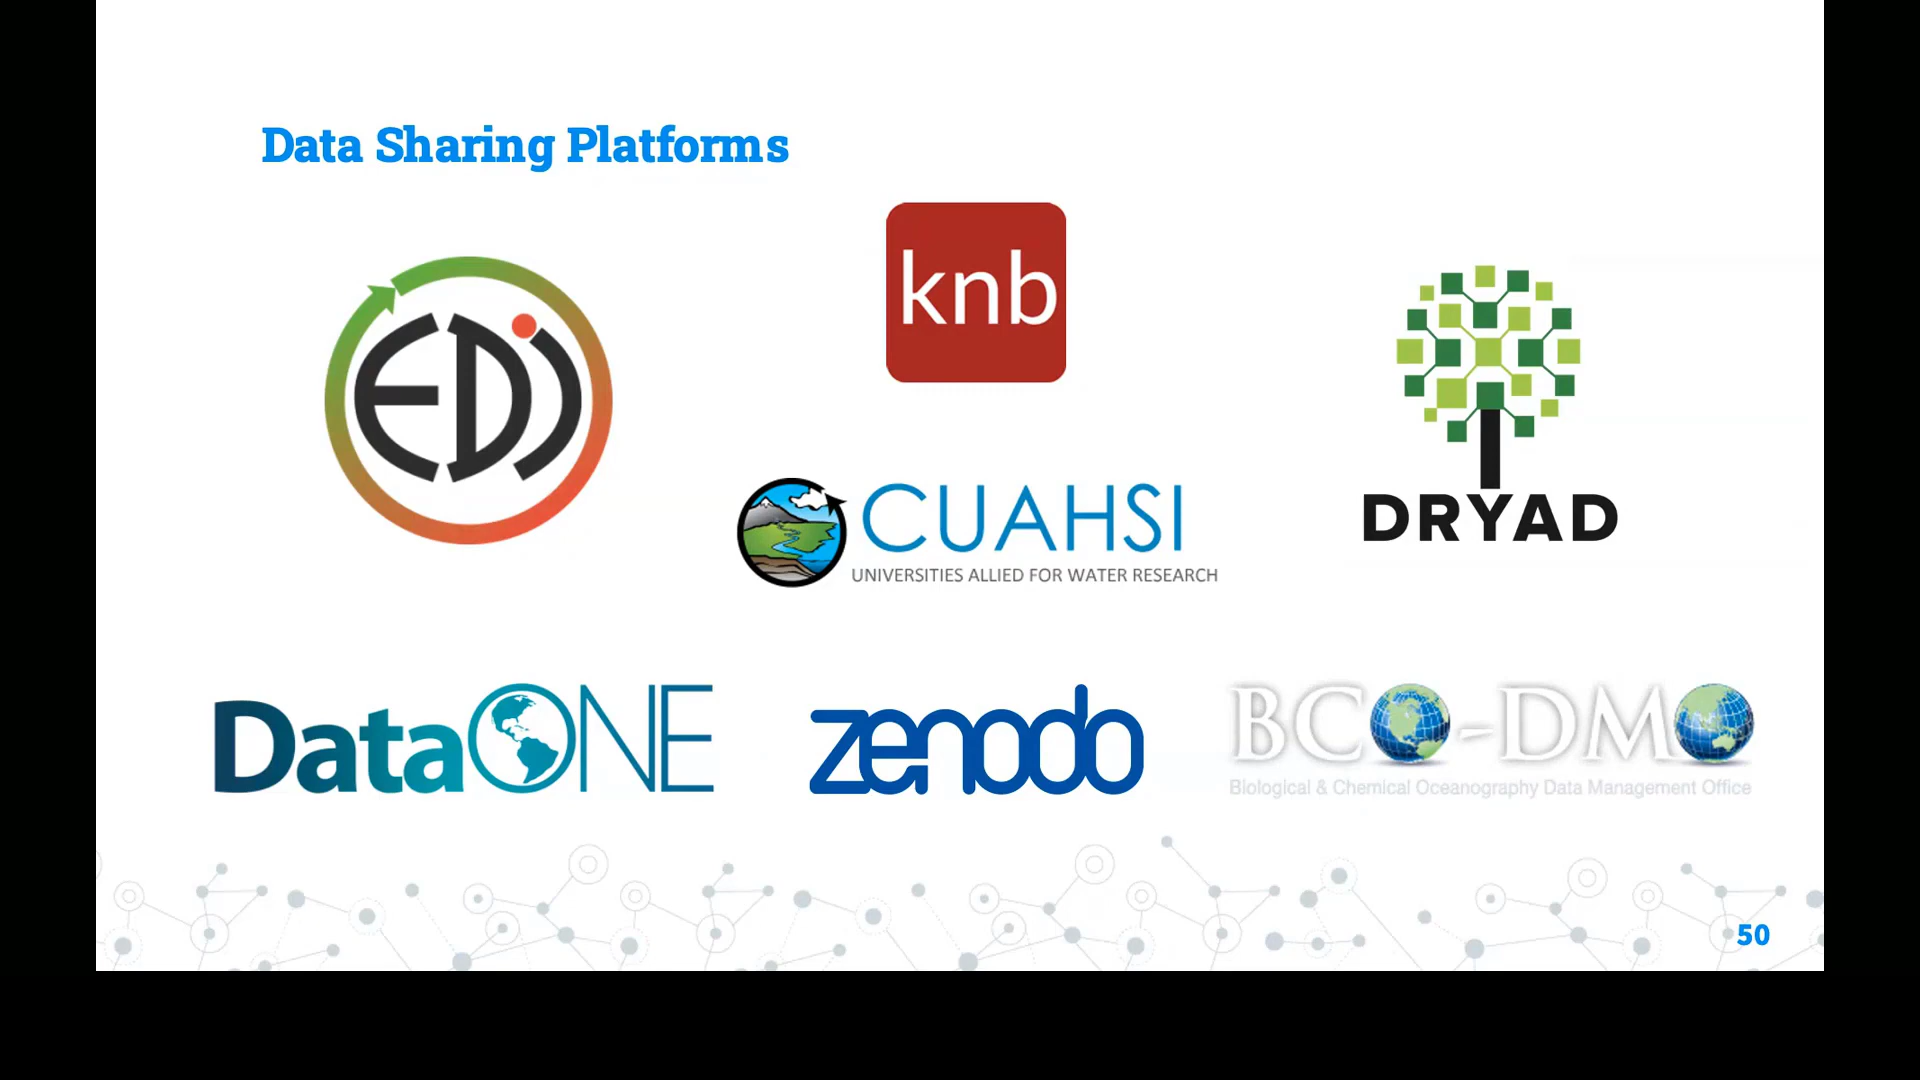 Data Sharing Platforms
knb
EDI
DRYAD
CUAHSI
UNIVERSITIES ALLIED FOR WATER RESEARCH
DataONE
zenodo
BCO-DMO
Biological & Chemical Oceanography Data Management Office
50